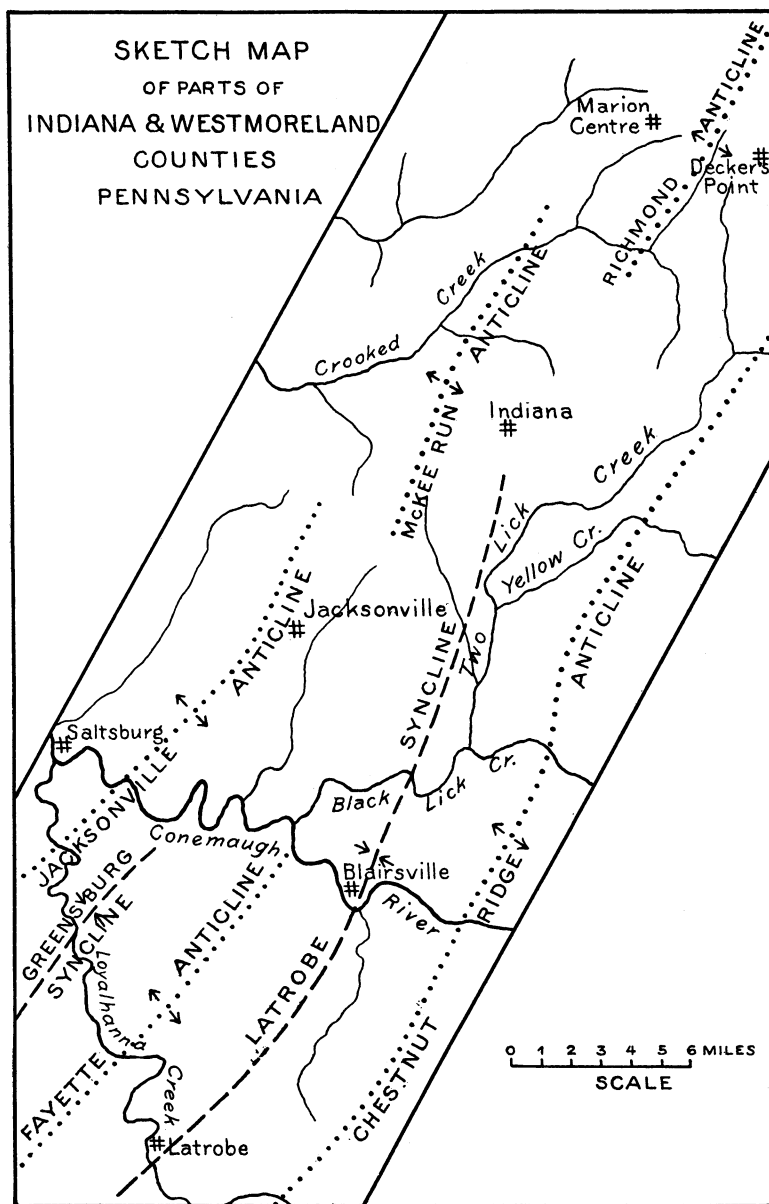 SKETCH MAP
OF PARTS OF
INDIANA & WESTMORELAND
COUNTIES
PENNSYLVANIA
Marion
Centre
RICHMOND ANTICLINE
Decker's
Point
Crooked Creek
McKEE RUN ANTICLINE
Indiana
Two Lick Creek
Yellow Cr.
Jacksonville
JACKSONVILLE ANTICLINE
Saltsburg
Black Lick Cr.
Conemaugh River
Blairsville
GREENSBURG
SYNCLINE
Loyalhanna Creek
FAYETTE ANTICLINE
LATROBE SYNCLINE
CHESTNUT RIDGE ANTICLINE
Latrobe
0 1 2 3 4 5 6 MILES
SCALE